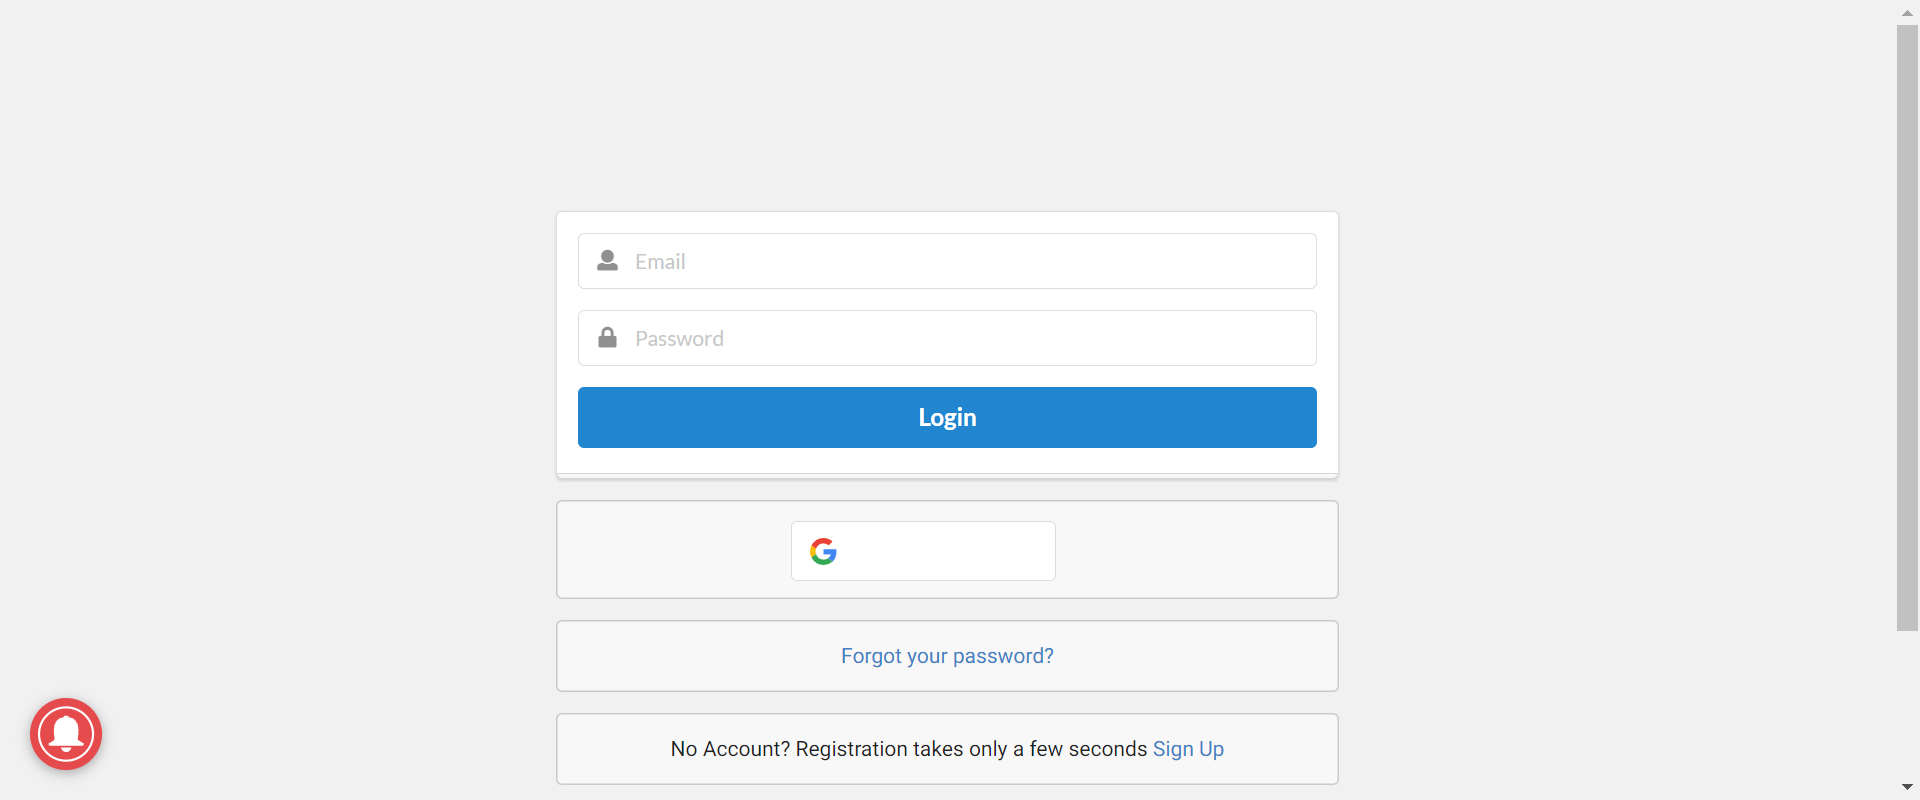 Email
Password
Login
Forgot your password?
No Account? Registration takes only a few seconds Sign Up